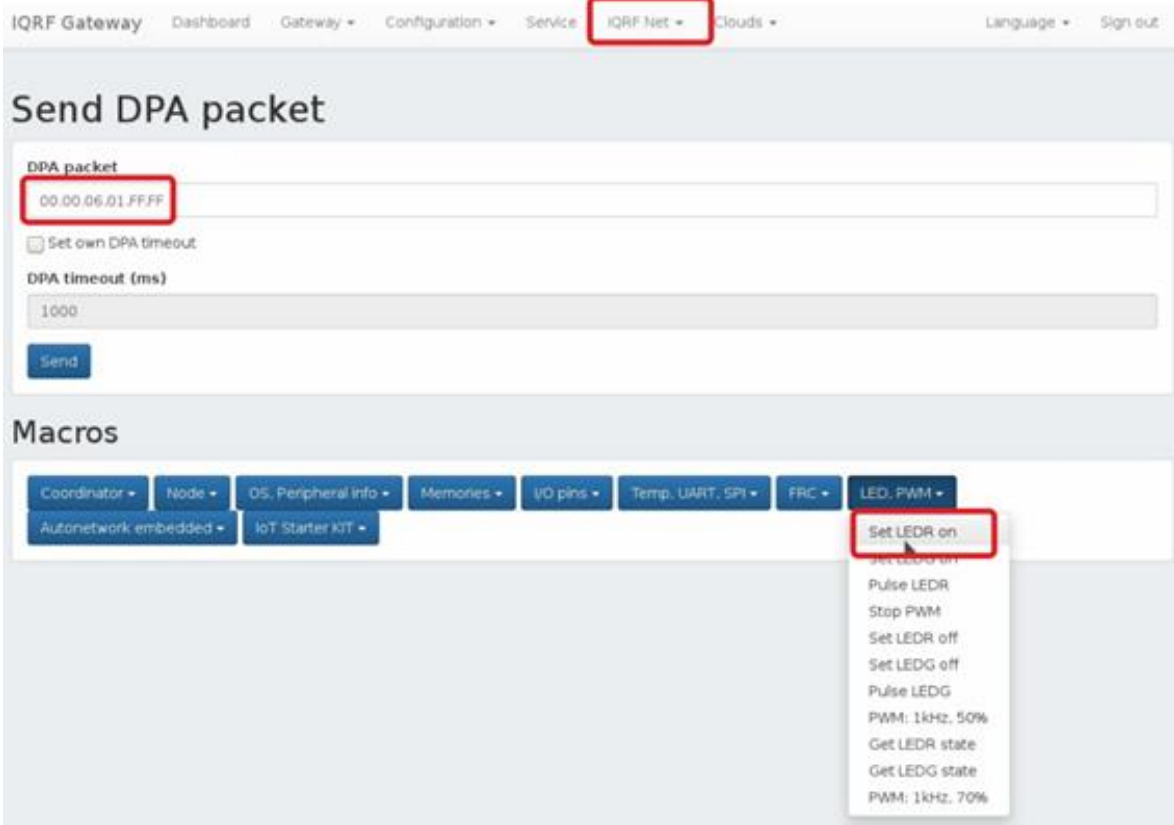 IQRF Gateway Dashboard Gateway Configuration Service IQRF Net Clouds Language Sign out
Send DPA packet
DPA packet
00.00.06.01.FF.FF
Set own DPA timeout
DPA timeout (ms)
1000
Send
Macros
Coordinator Node OS, Peripheral info Memories I/O pins Temp, UART, SPI FRC LED, PWM
Autonetwork embedded IoT Starter KIT
Set LEDR on
Set LEDG on
Pulse LEDR
Stop PWM
Set LEDR off
Set LEDG off
Pulse LEDG
PWM: 1kHz, 50%
Get LEDR state
Get LEDG state
PWM: 1kHz, 70%